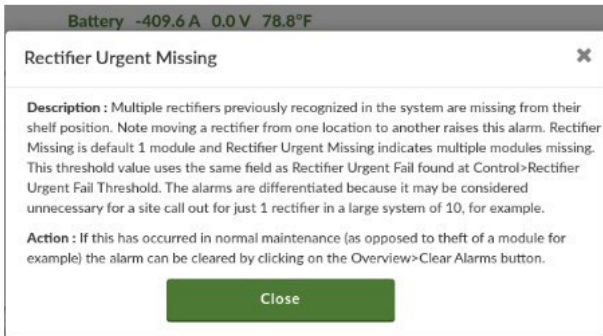 Battery -409.6 A 0.0 V 78.8°F
Rectifier Urgent Missing
Description : Multiple rectifiers previously recognized in the system are missing from their
shelf position. Note moving a rectifier from one location to another raises this alarm. Rectifier
Missing is default 1 module and Rectifier Urgent Missing indicates multiple modules missing.
This threshold value uses the same field as Rectifier Urgent Fail found at Control>Rectifier
Urgent Fail Threshold. The alarms are differentiated because it may be considered
unnecessary for a site call out for just 1 rectifier in a large system of 10, for example.
Action : If this has occurred in normal maintenance (as opposed to theft of a module for
example) the alarm can be cleared by clicking on the Overview>Clear Alarms button.
Close